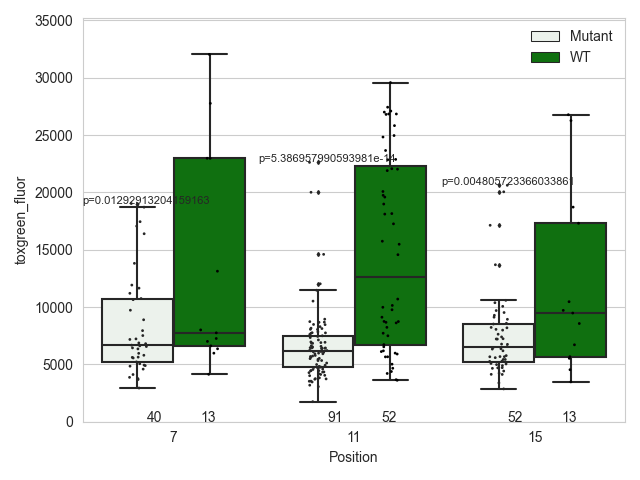 35000
30000
25000
20000
15000
10000
5000
0
toxgreen_fluor
Mutant
WT
p=0.01292913204159163
p=5.386957990593981e-14
p=0.004805723366033861
40 13 91 52 52 13
7 11 15
Position